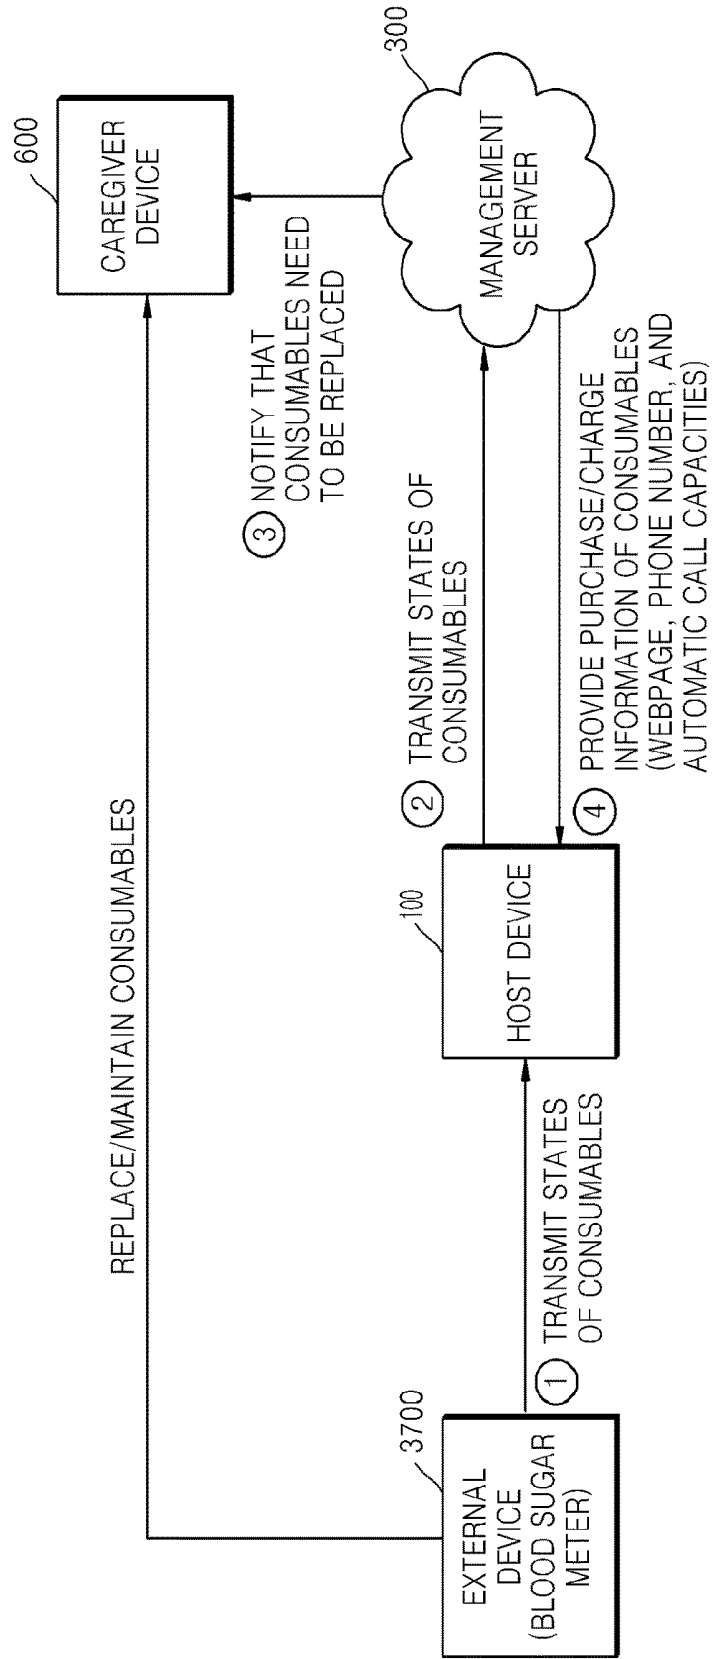 600
CAREGIVER
DEVICE
300
MANAGEMENT
SERVER
3 NOTIFY THAT
CONSUMABLES NEED
TO BE REPLACED
REPLACE/MAINTAIN CONSUMABLES
2 TRANSMIT STATES OF
CONSUMABLES
4 PROVIDE PURCHASE/CHARGE
INFORMATION OF CONSUMABLES
(WEBPAGE, PHONE NUMBER, AND
AUTOMATIC CALL CAPACITIES)
100
HOST DEVICE
1 TRANSMIT STATES
OF CONSUMABLES
3700
EXTERNAL
DEVICE
(BLOOD SUGAR
METER)